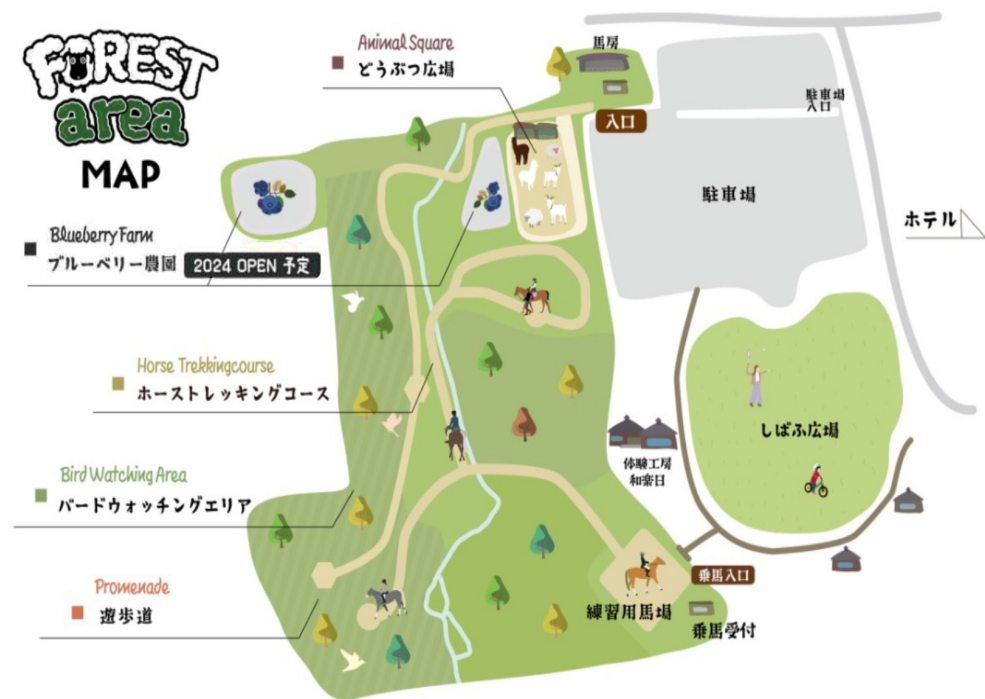 FOREST
area
MAP
Animal Square
どうぶつ広場
馬房
入口
駐車場
入口
駐車場
ホテル
Blueberry Farm
ブルーベリー農園 2024 OPEN 予定
Horse Trekkingcourse
ホーストレッキングコース
しばふ広場
体験工房
和楽日
Bird Watching Area
バードウォッチングエリア
Promenade
遊歩道
乗馬入口
練習用馬場
乗馬受付